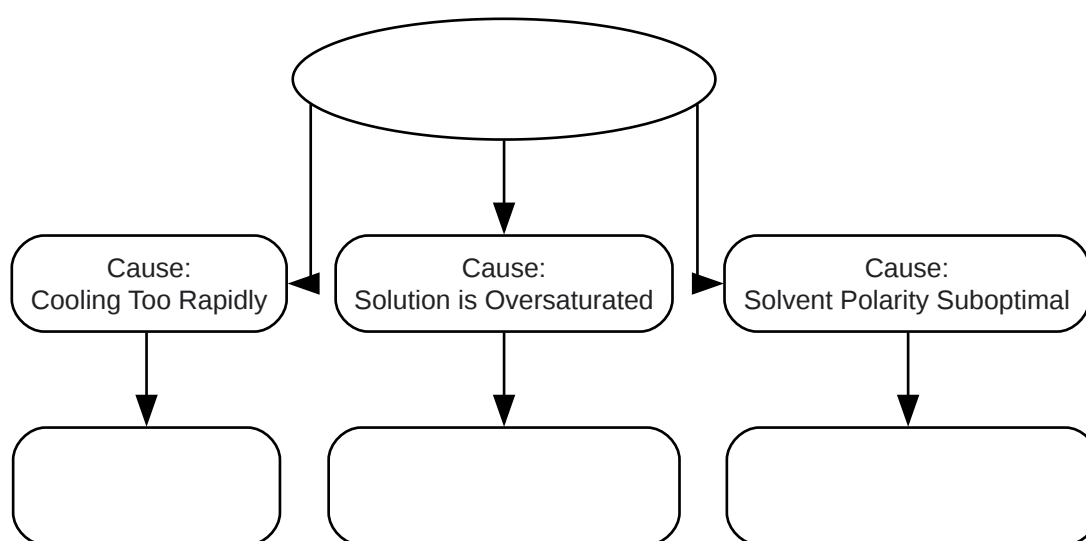 Cause:
Cooling Too Rapidly
Cause:
Solution is Oversaturated
Cause:
Solvent Polarity Suboptimal